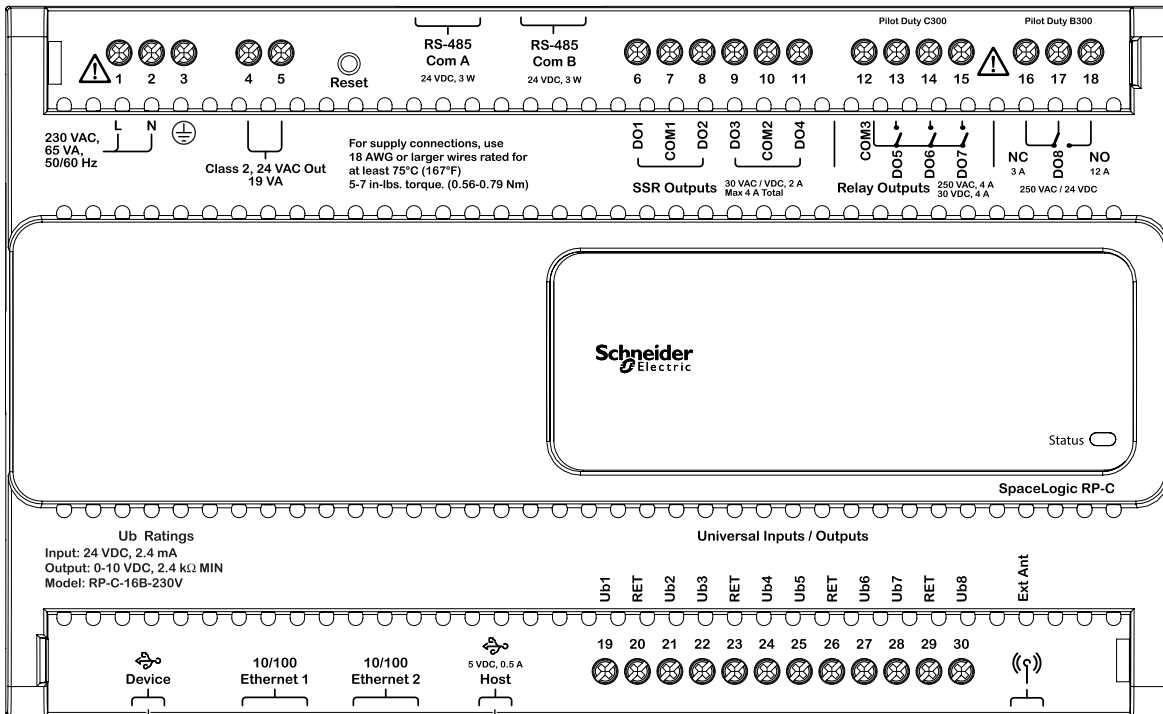 Pilot Duty C300
Pilot Duty B300
RS-485
Com A
24 VDC, 3 W
RS-485
Com B
24 VDC, 3 W
1 2 3 4 5
Reset
6 7 8 9 10 11 12 13 14 15 16 17 18
L N
230 VAC,
65 VA,
50/60 Hz
Class 2, 24 VAC Out
19 VA
For supply connections, use
18 AWG or larger wires rated for
at least 75°C (167°F)
5-7 in-lbs. torque. (0.56-0.79 Nm)
DO1 COM1 DO2 DO3 COM2 DO4 COM3 DO5 DO6 DO7 DO8
SSR Outputs
30 VAC / VDC, 2 A
Max 4 A Total
Relay Outputs
250 VAC, 4 A
30 VDC, 4 A
NC
3 A
NO
12 A
250 VAC / 24 VDC
Schneider
Electric
Status
SpaceLogic RP-C
Ub Ratings
Input: 24 VDC, 2.4 mA
Output: 0-10 VDC, 2.4 kΩ MIN
Model: RP-C-16B-230V
Universal Inputs / Outputs
Ub1 RET Ub2 Ub3 RET Ub4 Ub5 RET Ub6 Ub7 RET Ub8 Ext Ant
19 20 21 22 23 24 25 26 27 28 29 30
Device
10/100
Ethernet 1
10/100
Ethernet 2
5 VDC, 0.5 A
Host